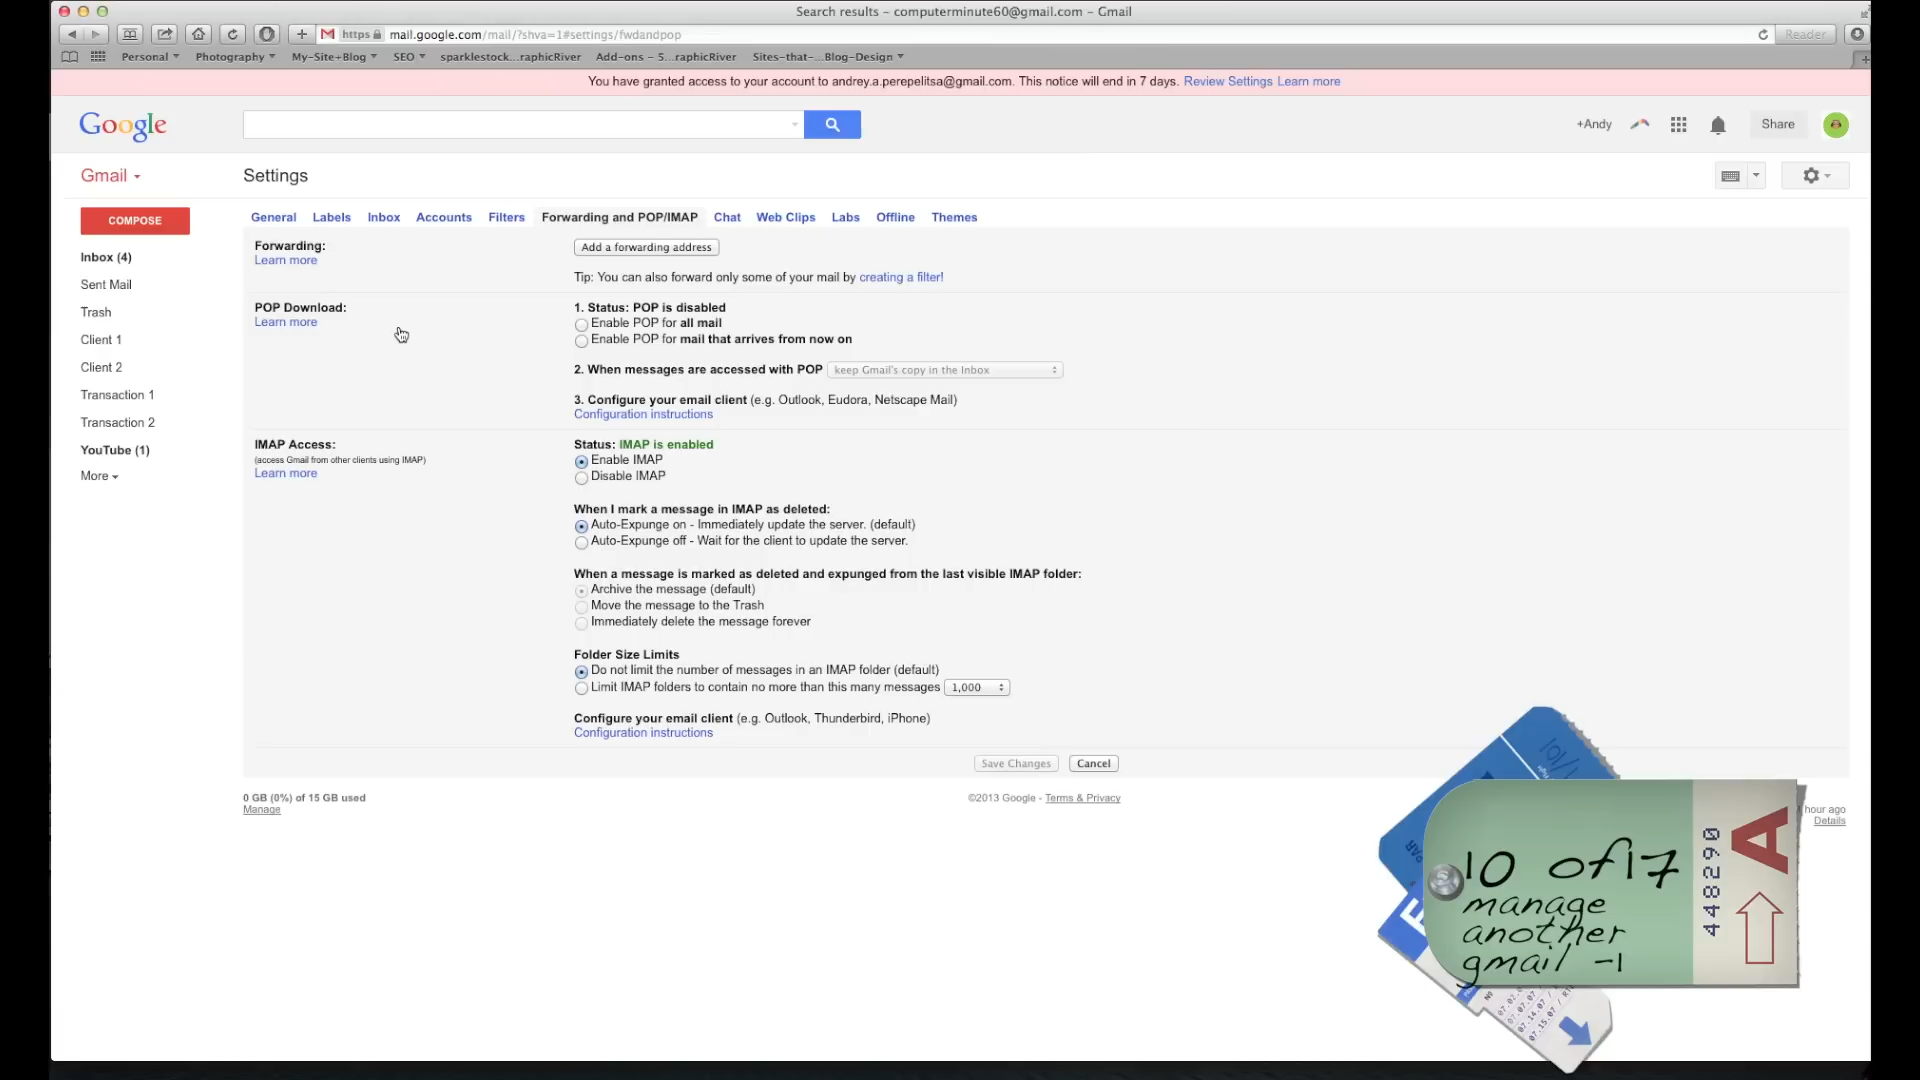 Search results - computerminute60@gmail.com - Gmail
https mail.google.com/mail/?shva=1#settings/fwdandpop
Reader
Personal Photography My-Site+Blog SEO sparklestock...raphicRiver Add-ons - 5...raphicRiver Sites-that-...Blog-Design
You have granted access to your account to andrey.a.perepelitsa@gmail.com. This notice will end in 7 days. Review Settings Learn more
Google
+Andy
Share
Gmail
Settings
COMPOSE
Inbox (4)
Sent Mail
Trash
Client 1
Client 2
Transaction 1
Transaction 2
YouTube (1)
More
General Labels Inbox Accounts Filters Forwarding and POP/IMAP Chat Web Clips Labs Offline Themes
Forwarding:
Learn more
Add a forwarding address
Tip: You can also forward only some of your mail by creating a filter!
POP Download:
Learn more
1. Status: POP is disabled
Enable POP for all mail
Enable POP for mail that arrives from now on
2. When messages are accessed with POP keep Gmail's copy in the Inbox
3. Configure your email client (e.g. Outlook, Eudora, Netscape Mail)
Configuration instructions
IMAP Access:
(access Gmail from other clients using IMAP)
Learn more
Status: IMAP is enabled
Enable IMAP
Disable IMAP
When I mark a message in IMAP as deleted:
Auto-Expunge on - Immediately update the server. (default)
Auto-Expunge off - Wait for the client to update the server.
When a message is marked as deleted and expunged from the last visible IMAP folder:
Archive the message (default)
Move the message to the Trash
Immediately delete the message forever
Folder Size Limits
Do not limit the number of messages in an IMAP folder (default)
Limit IMAP folders to contain no more than this many messages 1,000
Configure your email client (e.g. Outlook, Thunderbird, iPhone)
Configuration instructions
Save Changes Cancel
0 GB (0%) of 15 GB used
Manage
©2013 Google - Terms & Privacy
hour ago
Details
10 of 17
manage
another
gmail -1
448290
A